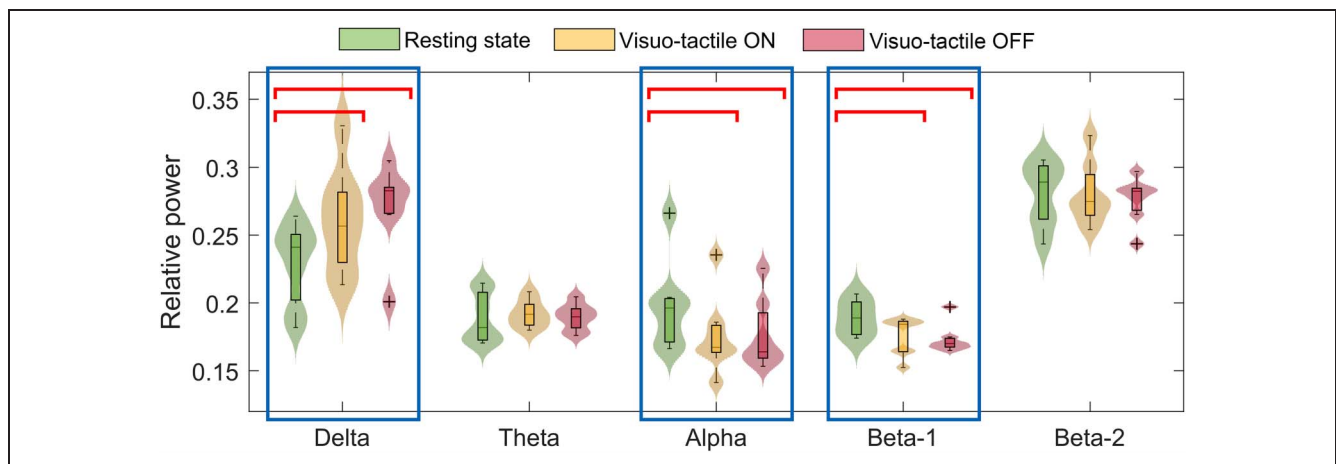 Resting state Visuo-tactile ON Visuo-tactile OFF
0.35
0.3
0.25
0.2
0.15
Relative power
Delta Theta Alpha Beta-1 Beta-2